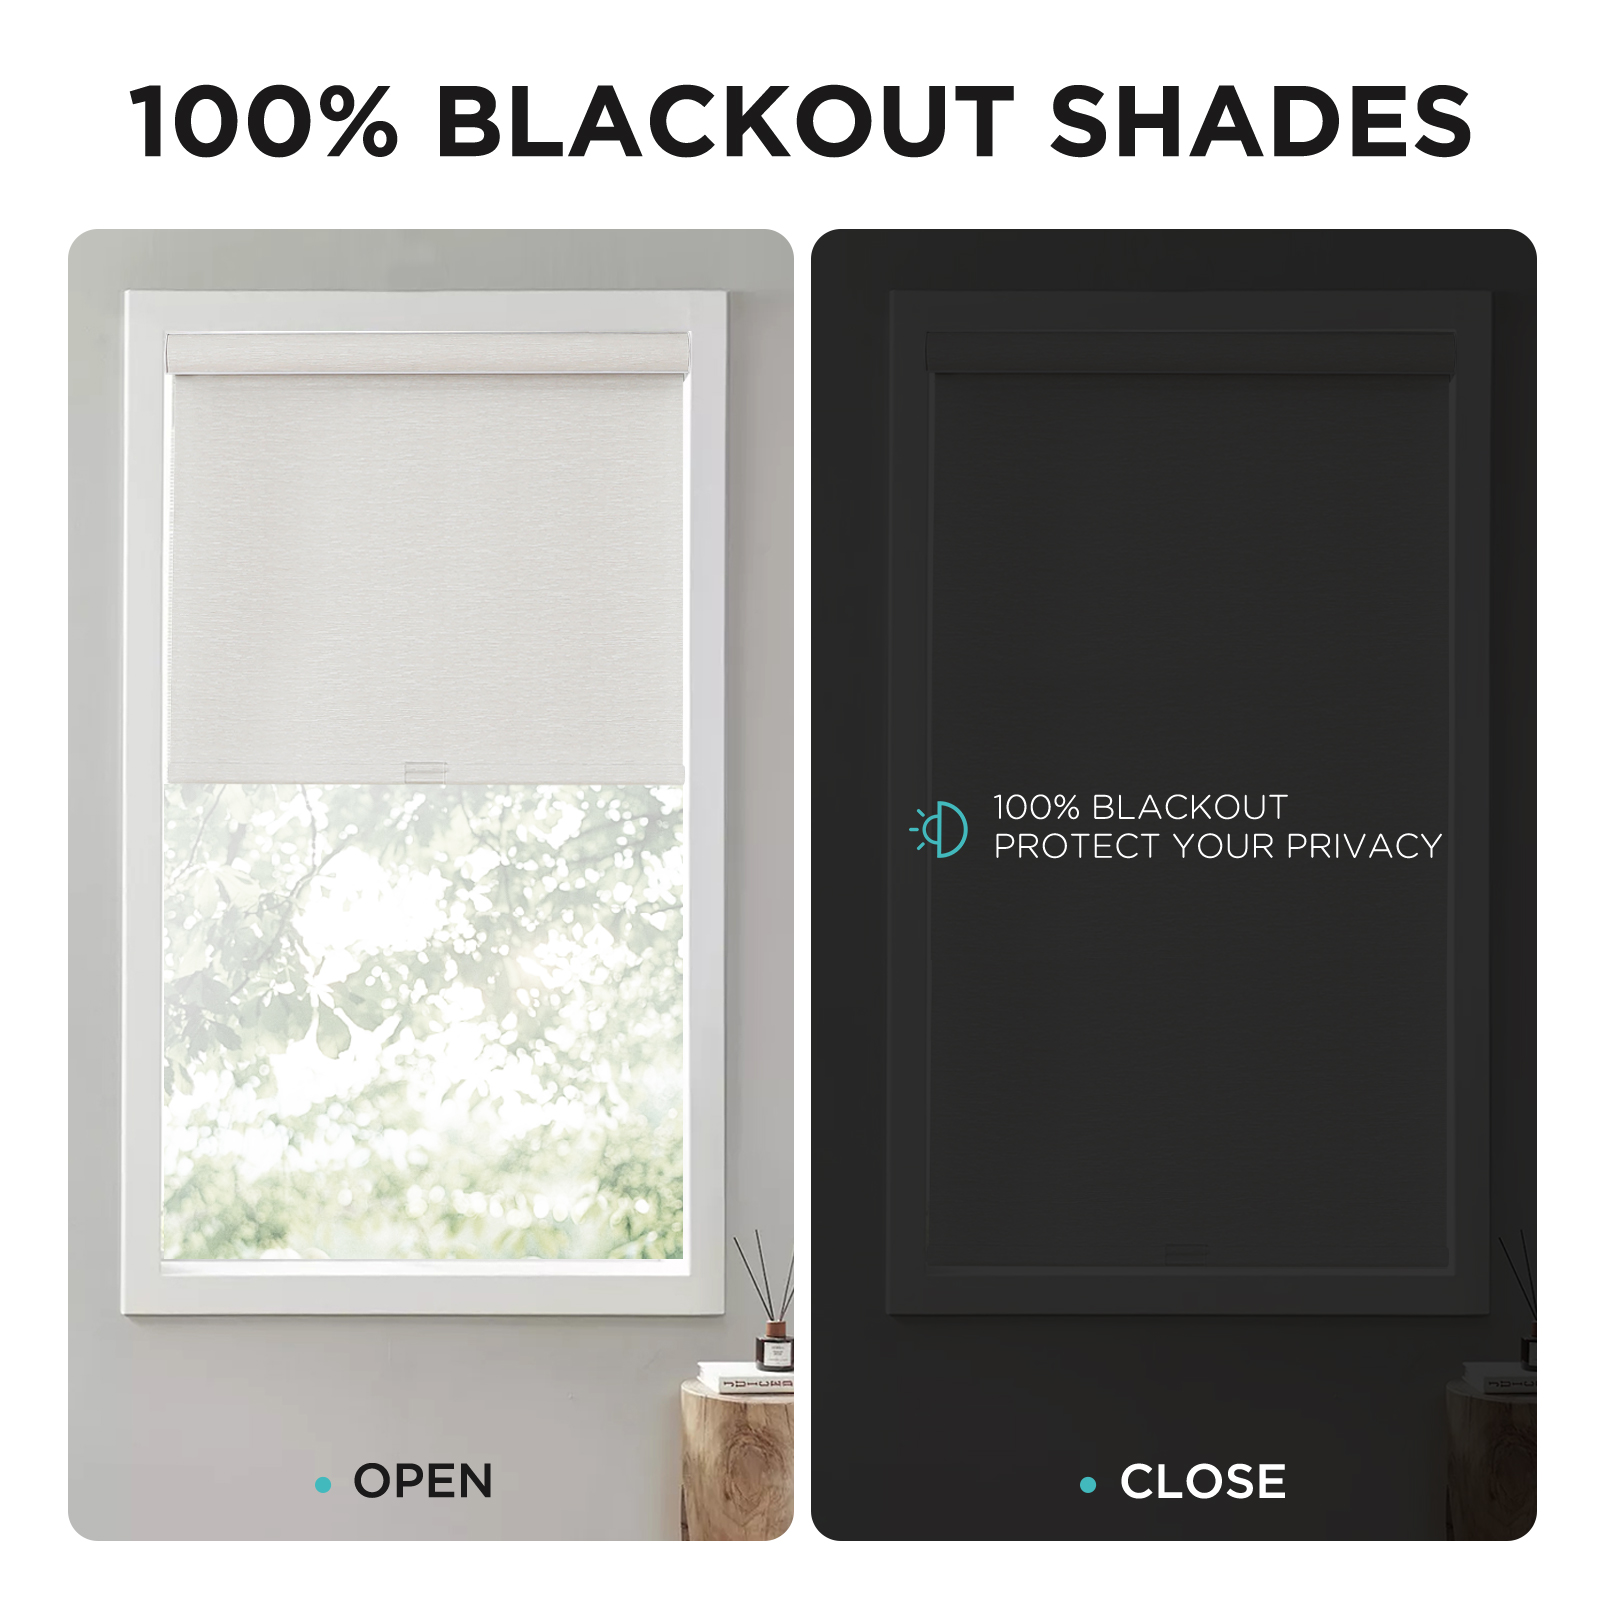 100% BLACKOUT SHADES
100% BLACKOUT
PROTECT YOUR PRIVACY
OPEN
CLOSE